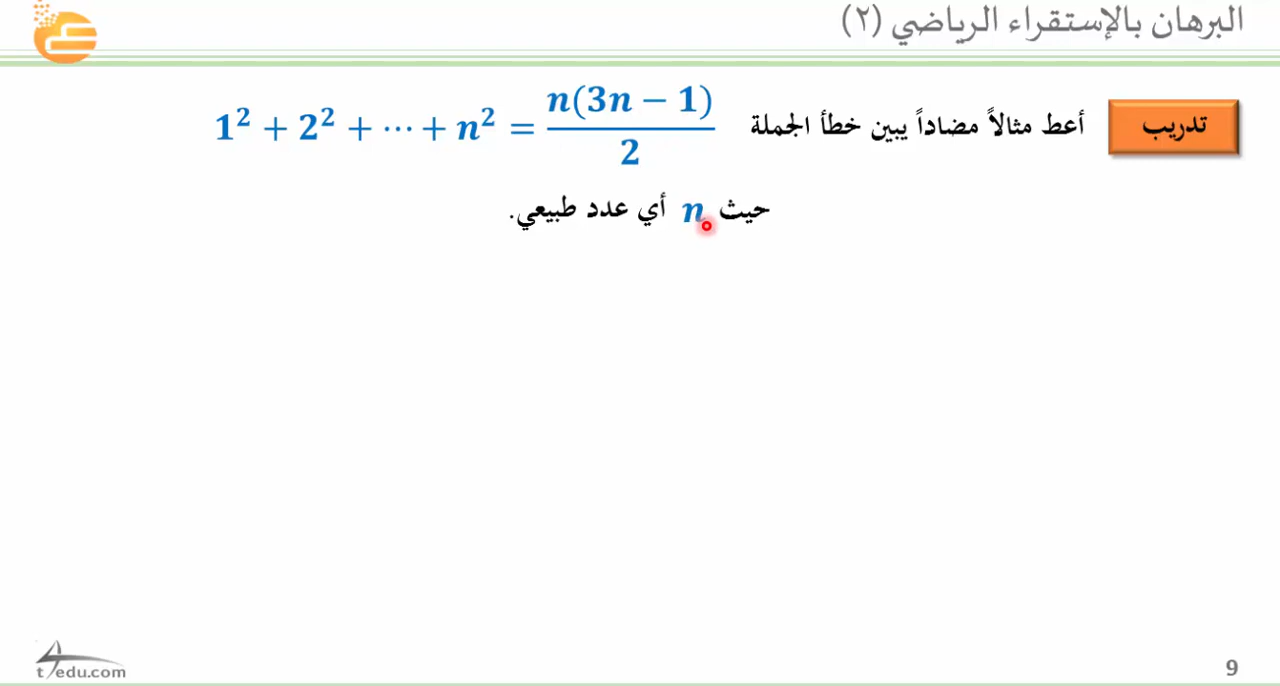 البرهان بالإستقراء الرياضي (٢)
تدريب
أعط مثالاً مضاداً يبين خطأ الجملة 1² + 2² + ⋯ + n² = n(3n − 1)/2
حيث n أي عدد طبيعي.
t4edu.com
9